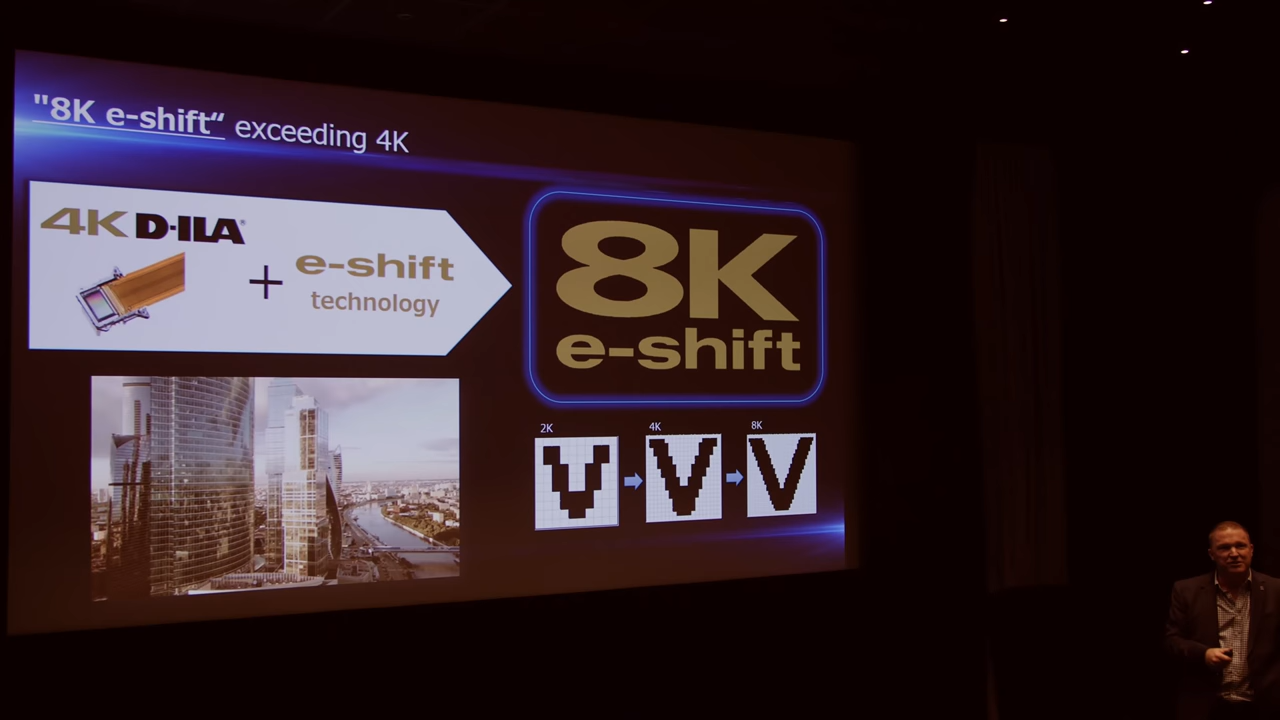 "8K e-shift“ exceeding 4K
4K D-ILA®
+
e-shift
technology
8K
e-shift
2K
4K
8K